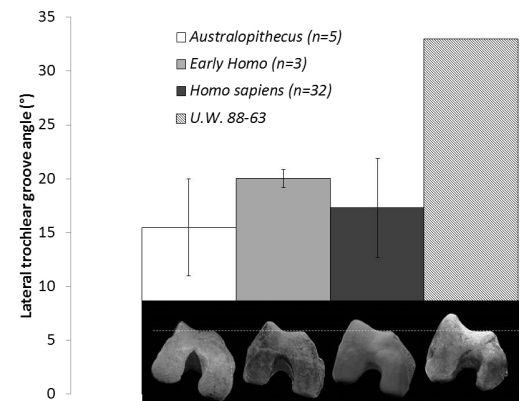 35
30
25
20
15
10
5
0
Lateral trochlear groove angle (°)
Australopithecus (n=5)
Early Homo (n=3)
Homo sapiens (n=32)
U.W. 88-63